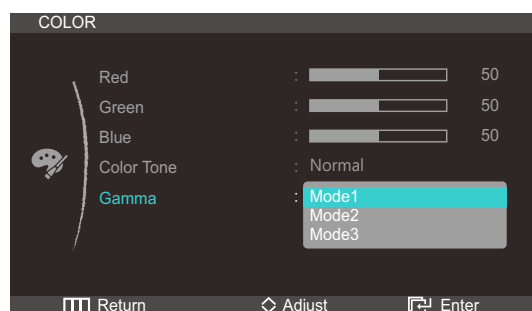 COLOR
Red : 50
Green : 50
Blue : 50
Color Tone : Normal
Gamma : Mode1
Mode2
Mode3
Return Adjust Enter